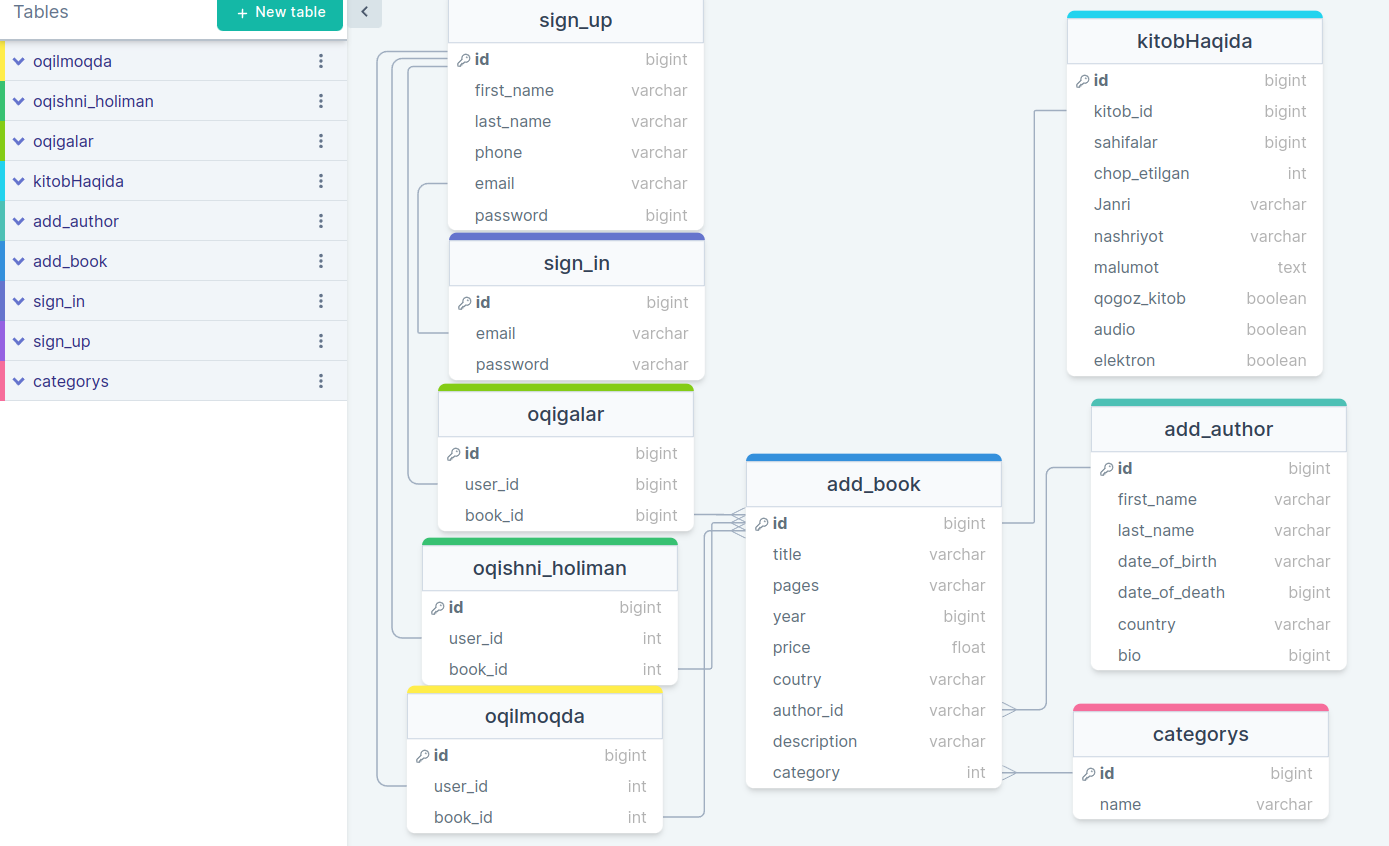 Tables
+ New table
oqilmoqda
oqishni_holiman
oqigalar
kitobHaqida
add_author
add_book
sign_in
sign_up
categorys
sign_up
id bigint
first_name varchar
last_name varchar
phone varchar
email varchar
password bigint
sign_in
id bigint
email varchar
password varchar
oqigalar
id bigint
user_id bigint
book_id bigint
oqishni_holiman
id bigint
user_id int
book_id int
oqilmoqda
id bigint
user_id int
book_id int
add_book
id bigint
title varchar
pages varchar
year bigint
price float
coutry varchar
author_id varchar
description varchar
category int
kitobHaqida
id bigint
kitob_id bigint
sahifalar bigint
chop_etilgan int
Janri varchar
nashriyot varchar
malumot text
qogoz_kitob boolean
audio boolean
elektron boolean
add_author
id bigint
first_name varchar
last_name varchar
date_of_birth varchar
date_of_death bigint
country varchar
bio bigint
categorys
id bigint
name varchar